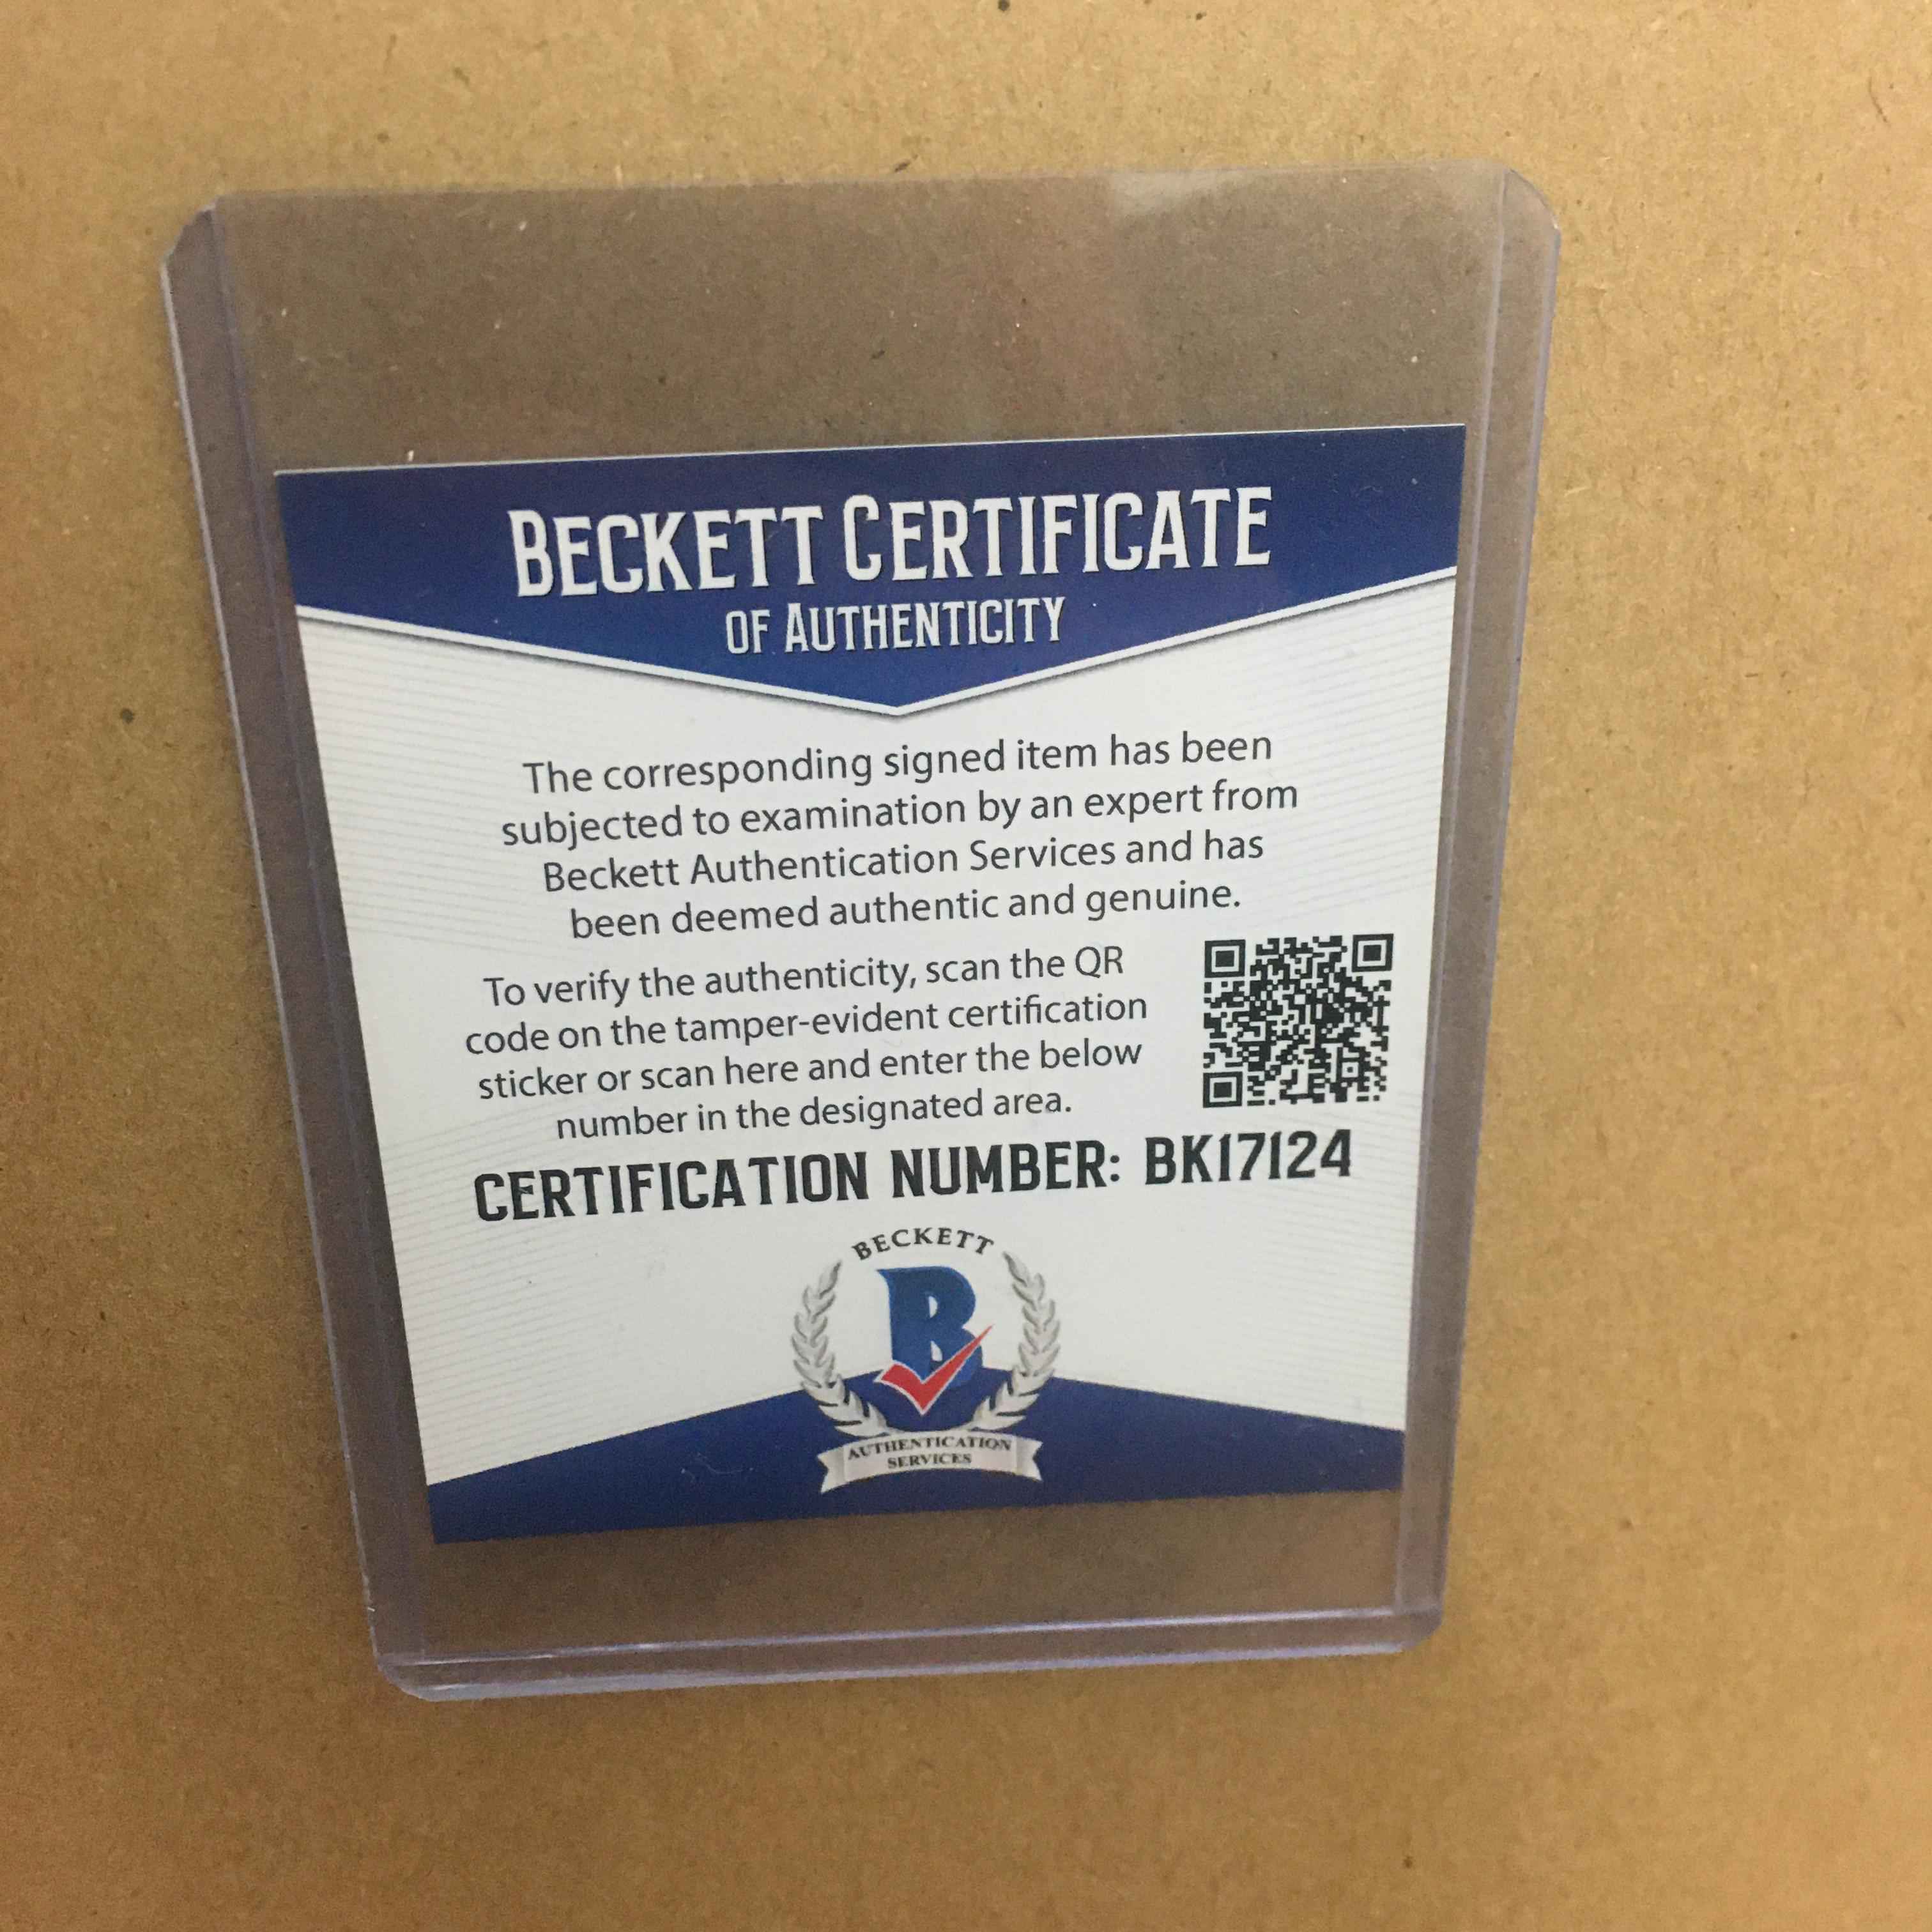 BECKETT CERTIFICATE
OF AUTHENTICITY
The corresponding signed item has been
subjected to examination by an expert from
Beckett Authentication Services and has
been deemed authentic and genuine.
To verify the authenticity, scan the QR
code on the tamper-evident certification
sticker or scan here and enter the below
number in the designated area.
CERTIFICATION NUMBER: BK17124
BECKETT
B
AUTHENTICATION
SERVICES